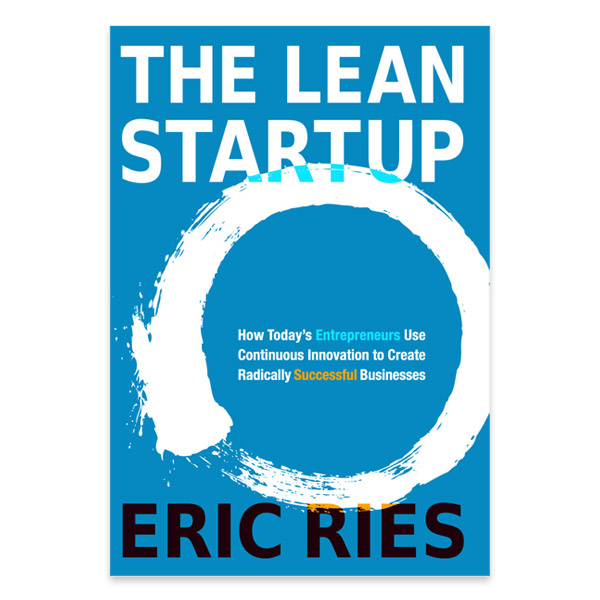 THE LEAN
STARTUP
How Today's Entrepreneurs Use
Continuous Innovation to Create
Radically Successful Businesses
ERIC RIES